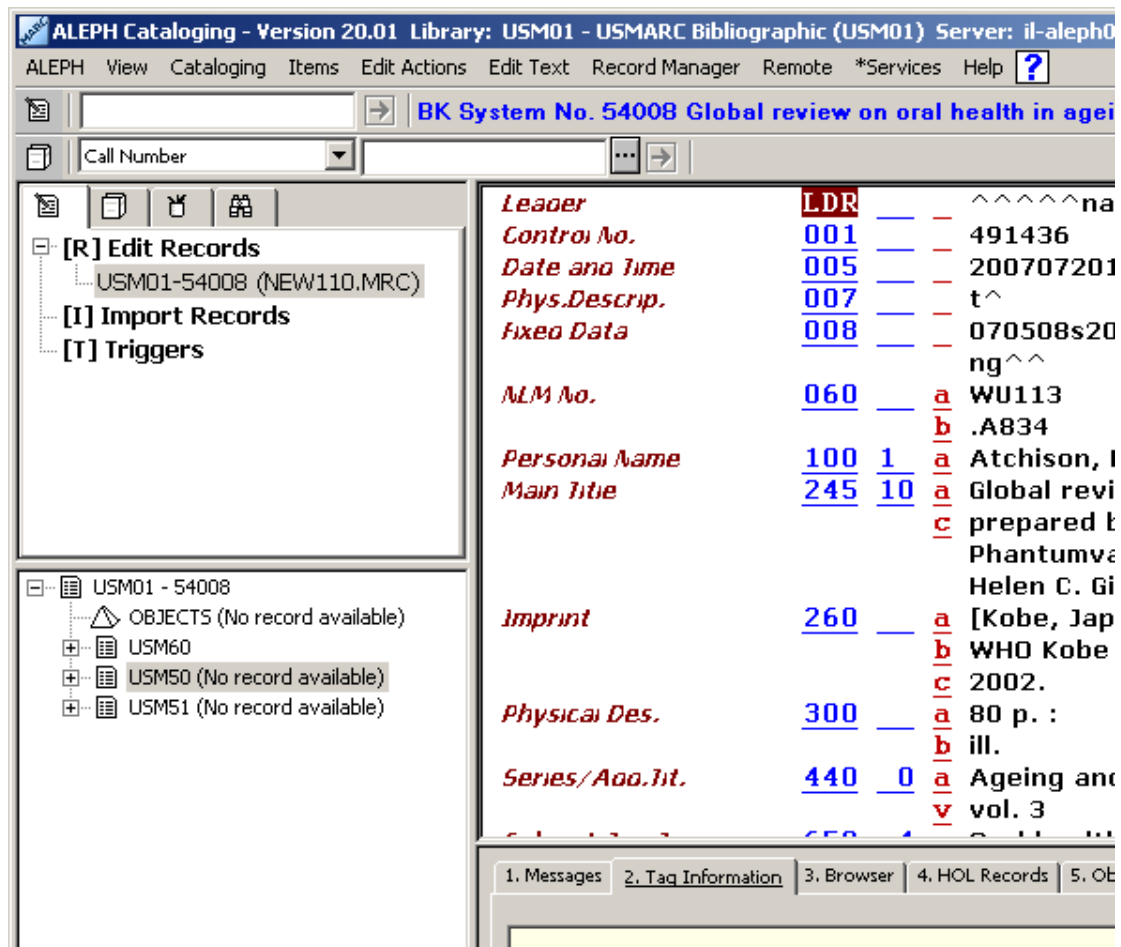 ALEPH Cataloging - Version 20.01 Library: USM01 - USMARC Bibliographic (USM01) Server: il-aleph0
ALEPH View Cataloging Items Edit Actions Edit Text Record Manager Remote *Services Help ?
BK System No. 54008 Global review on oral health in agei
Call Number ...
[R] Edit Records
USM01-54008 (NEW110.MRC)
[I] Import Records
[T] Triggers
USM01 - 54008
OBJECTS (No record available)
USM60
USM50 (No record available)
USM51 (No record available)
Leader LDR ^^^^^na
Control No. 001 491436
Date and Time 005 200707201
Phys.Descrip. 007 t^
Fixed Data 008 070508s20
ng^^
NLM No. 060 a WU113
b .A834
Personal Name 100 1 a Atchison,
Main Title 245 10 a Global revi
c prepared b
Phantumva
Helen C. Gi
Imprint 260 a [Kobe, Jap
b WHO Kobe
c 2002.
Physical Des. 300 a 80 p. :
b ill.
Series/Add.Tit. 440 0 a Ageing and
v vol. 3
1. Messages 2. Tag Information 3. Browser 4. HOL Records 5. Ob